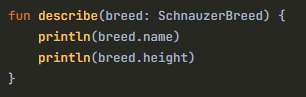 fun describe(breed: SchnauzerBreed) {
    println(breed.name)
    println(breed.height)
}